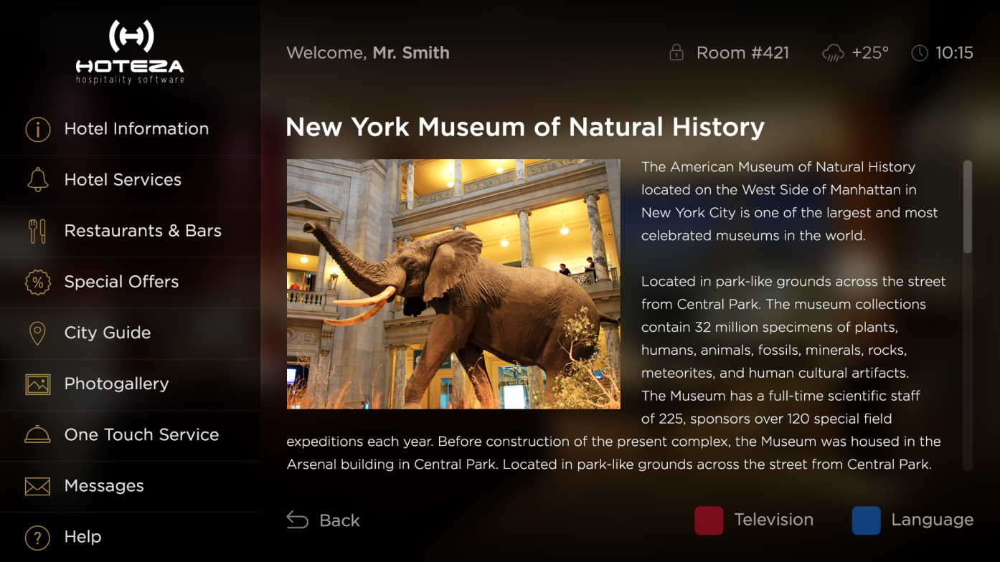 HOTEZA
hospitality software
Welcome, Mr. Smith
Room #421
+25°
10:15
Hotel Information
Hotel Services
Restaurants & Bars
Special Offers
City Guide
Photogallery
One Touch Service
Messages
Help
New York Museum of Natural History
The American Museum of Natural History
located on the West Side of Manhattan in
New York City is one of the largest and most
celebrated museums in the world.
Located in park-like grounds across the street
from Central Park. The museum collections
contain 32 million specimens of plants,
humans, animals, fossils, minerals, rocks,
meteorites, and human cultural artifacts.
The Museum has a full-time scientific staff
of 225, sponsors over 120 special field
expeditions each year. Before construction of the present complex, the Museum was housed in the
Arsenal building in Central Park. Located in park-like grounds across the street from Central Park.
Back
Television
Language